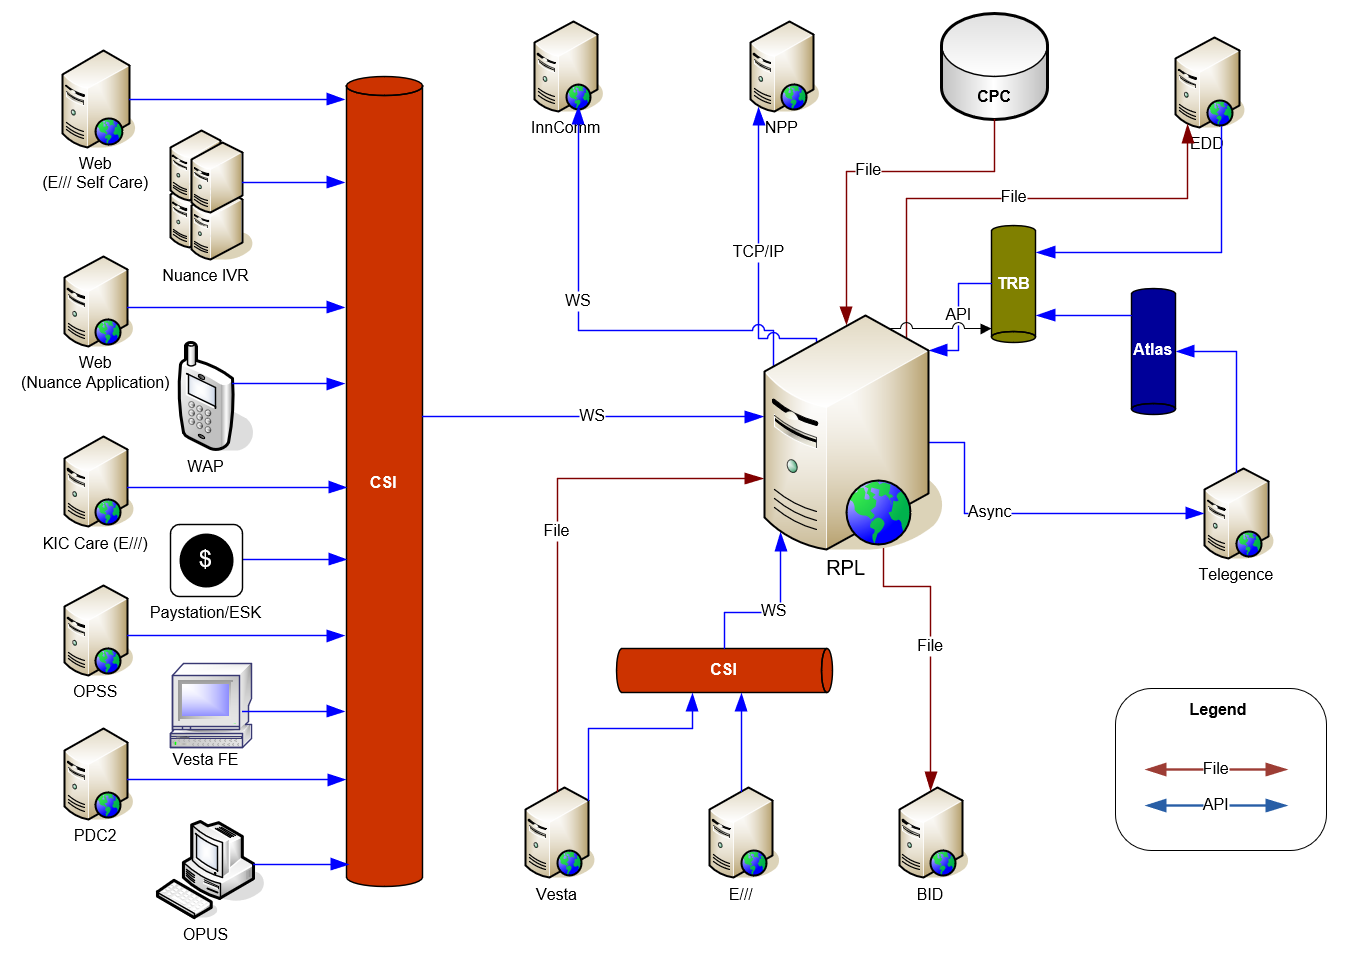 InnComm
NPP
CPC
EDD
Web
(E/// Self Care)
Nuance IVR
Web
(Nuance Application)
WAP
KIC Care (E///)
$
Paystation/ESK
OPSS
Vesta FE
PDC2
OPUS
CSI
File
File
TCP/IP
WS
API
TRB
Atlas
WS
File
Async
RPL
Telegence
WS
CSI
File
Vesta
E///
BID
Legend
File
API